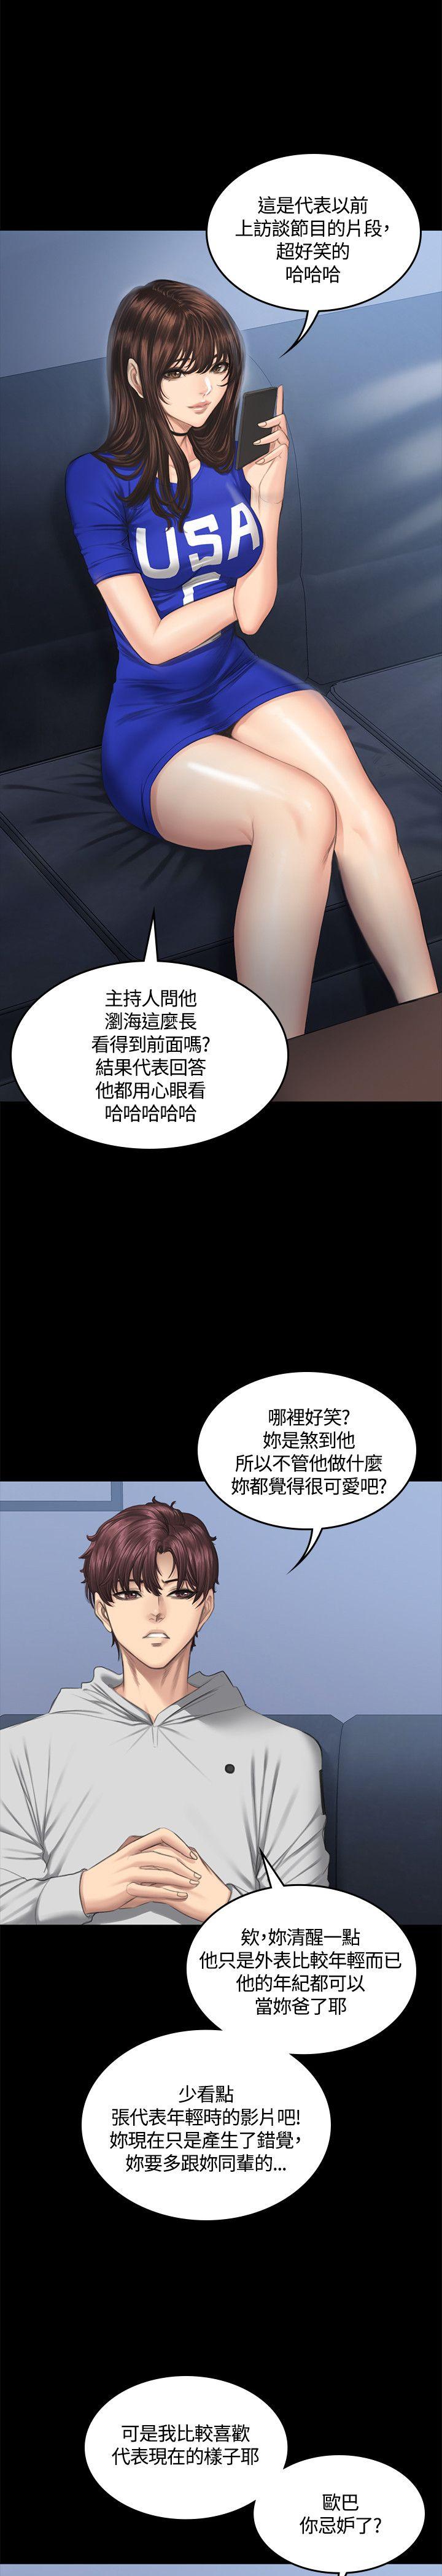 這是代表以前
上訪談節目的片段,
超好笑的
哈哈哈
USA
主持人問他
瀏海這麼長
看得到前面嗎?
結果代表回答
他都用心眼看
哈哈哈哈哈
哪裡好笑?
妳是煞到他
所以不管他做什麼
妳都覺得很可愛吧?
欸,妳清醒一點
他只是外表比較年輕而已
他的年紀都可以
當妳爸了耶
少看點
張代表年輕時的影片吧!
妳現在只是產生了錯覺,
妳要多跟妳同輩的...
可是我比較喜歡
代表現在的樣子耶
歐巴
你忌妒了?